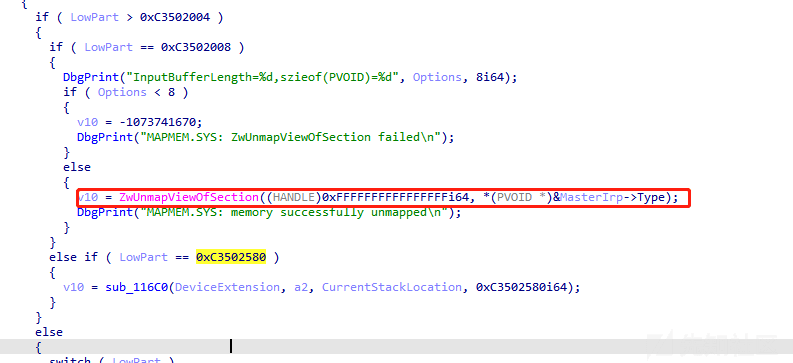 {
if ( LowPart > 0xC3502004 )
{
if ( LowPart == 0xC3502008 )
{
DbgPrint("InputBufferLength=%d,szieof(PVOID)=%d", Options, 8i64);
if ( Options < 8 )
{
v10 = -1073741670;
DbgPrint("MAPMEM.SYS: ZwUnmapViewOfSection failed\n");
}
else
{
v10 = ZwUnmapViewOfSection((HANDLE)0xFFFFFFFFFFFFFFFFi64, *(PVOID *)&MasterIrp->Type);
DbgPrint("MAPMEM.SYS: memory successfully unmapped\n");
}
}
else if ( LowPart == 0xC3502580 )
{
v10 = sub_116C0(DeviceExtension, a2, CurrentStackLocation, 0xC3502580i64);
}
}
else
{
switch ( LowPart )